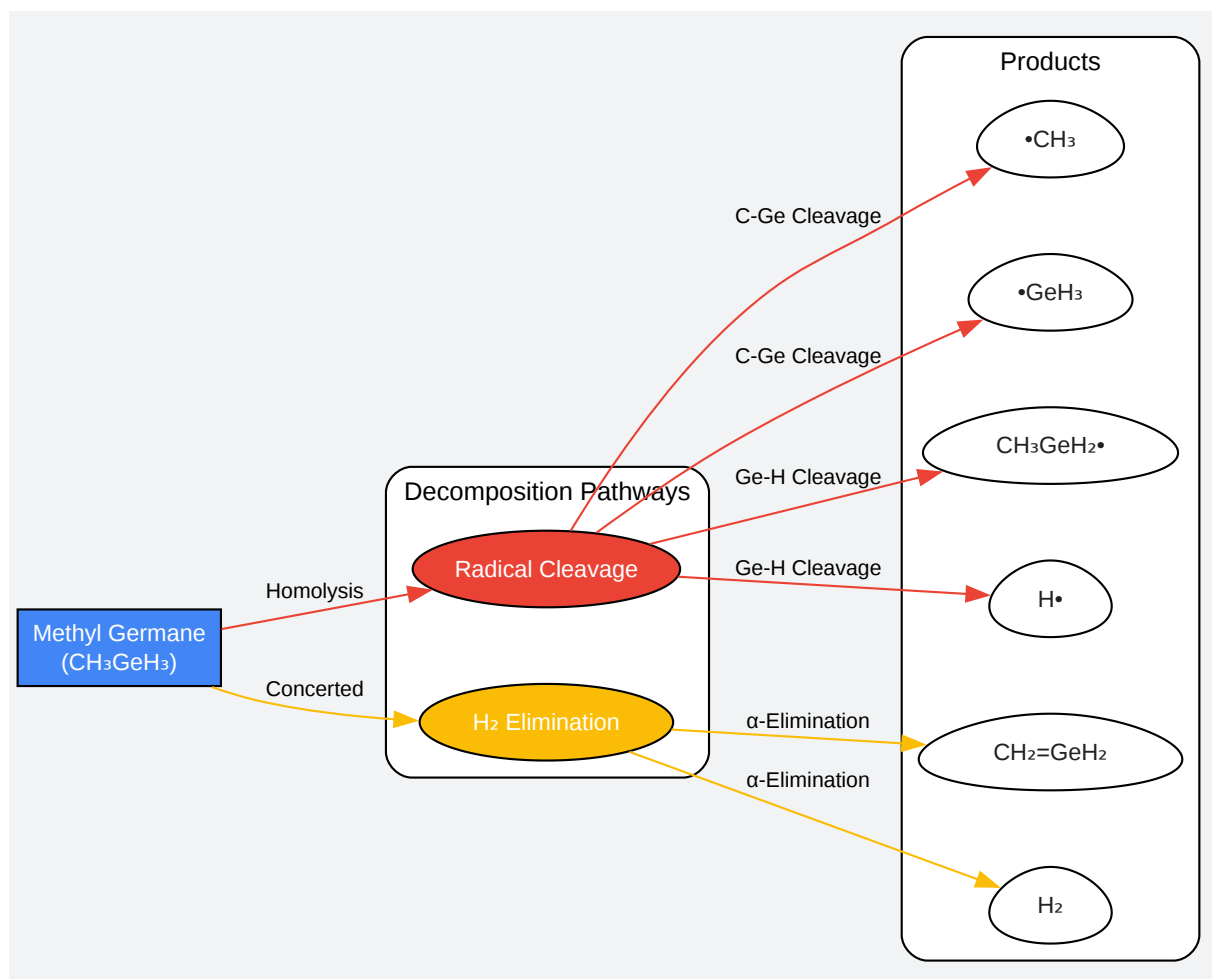 Products
•CH₃
C-Ge Cleavage
•GeH₃
C-Ge Cleavage
CH₃GeH₂•
Ge-H Cleavage
Decomposition Pathways
Radical Cleavage
Ge-H Cleavage
H•
Homolysis
Methyl Germane
(CH₃GeH₃)
Concerted
H₂ Elimination
α-Elimination
CH₂=GeH₂
α-Elimination
H₂